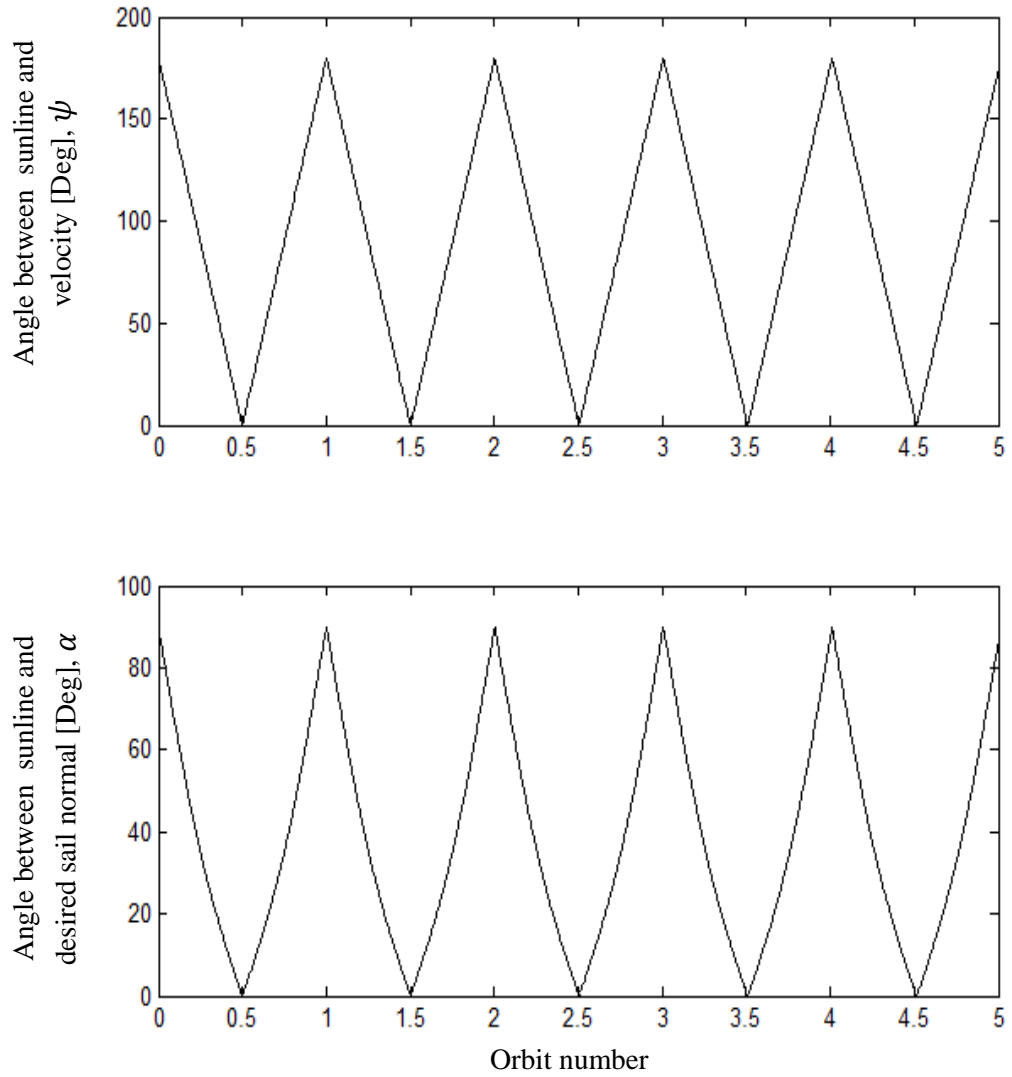 Angle between sunline and
velocity [Deg], ψ
200
150
100
50
0
0 0.5 1 1.5 2 2.5 3 3.5 4 4.5 5
Angle between sunline and
desired sail normal [Deg], α
100
80
60
40
20
0
0 0.5 1 1.5 2 2.5 3 3.5 4 4.5 5
Orbit number